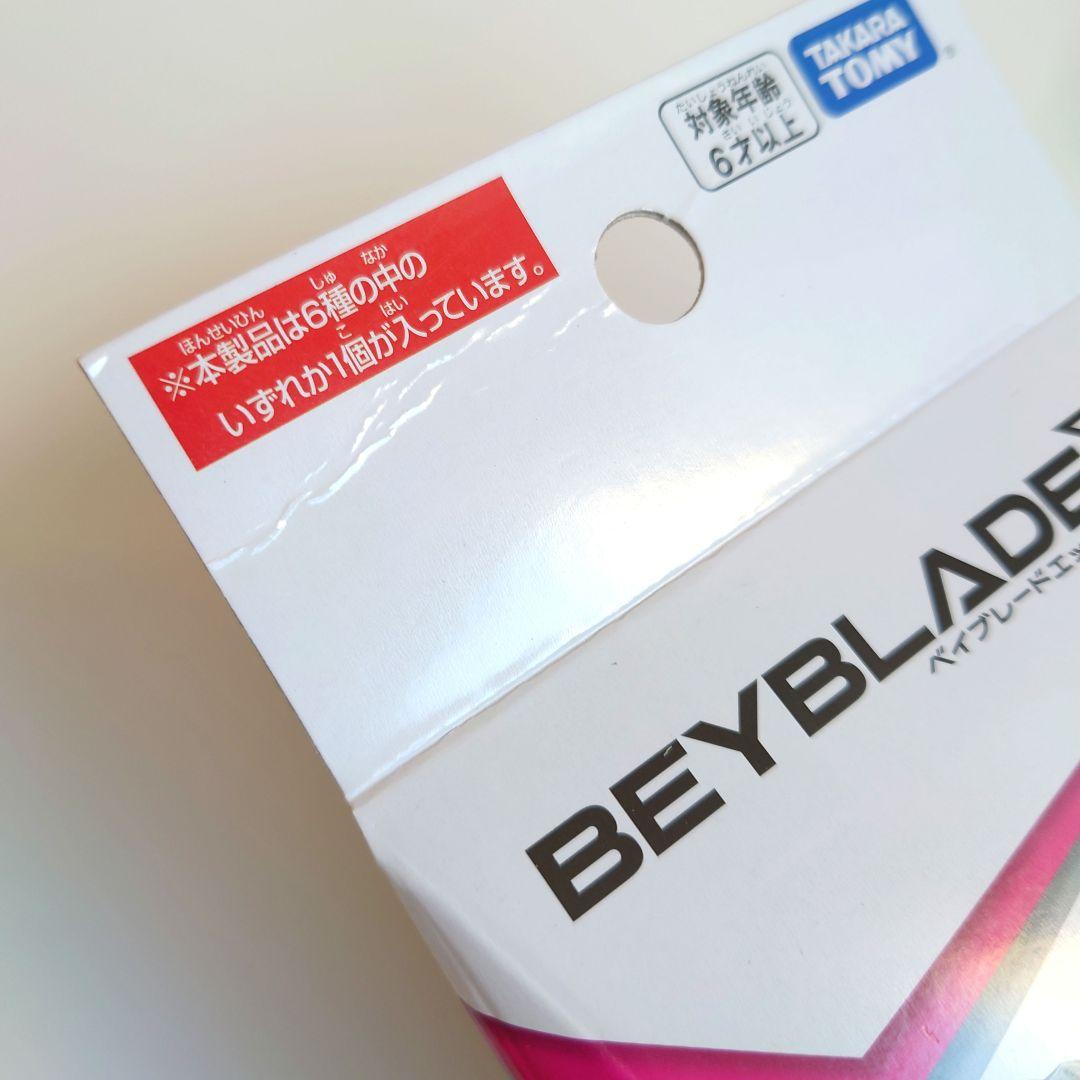 TAKARA
TOMY
®
たいしょうねんれい
対象年齢
さい いじょう
6才以上
ほんせいひん しゅ なか
※本製品は6種の中の
こ はい
いずれか1個が入っています。
BEYBLADE
ベイブレードエッ